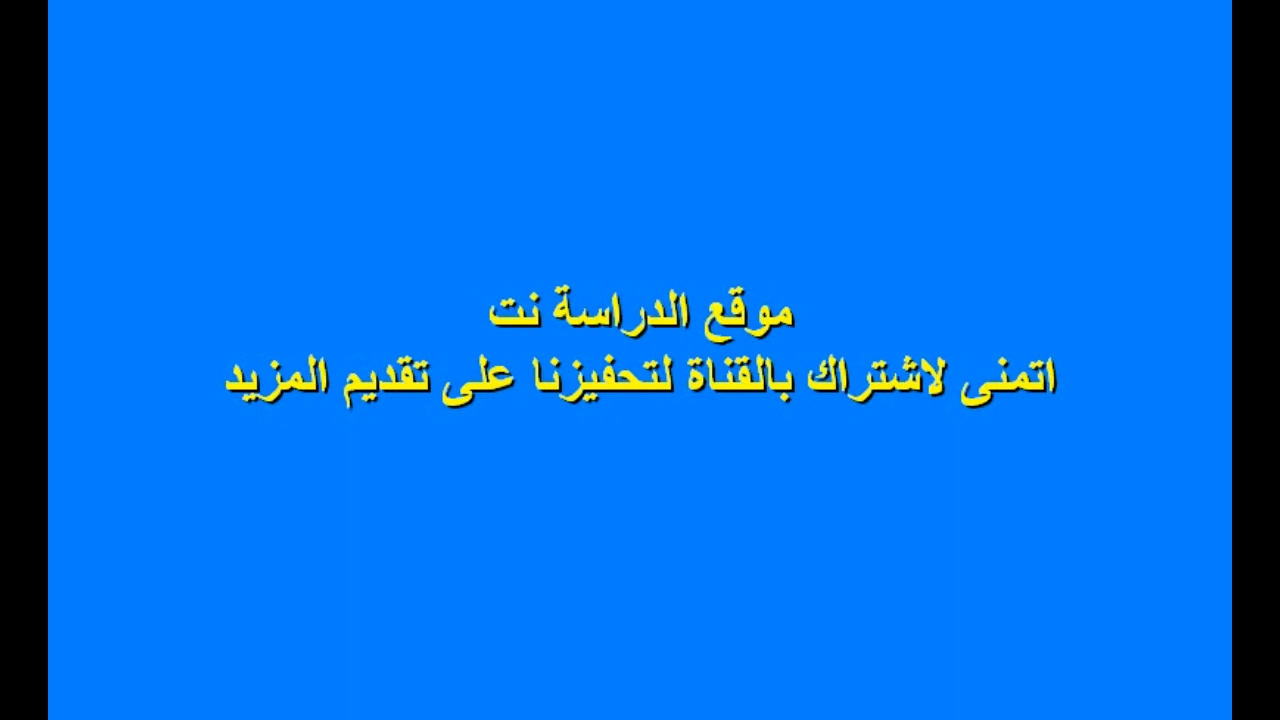 موقع الدراسة نت
اتمنى لاشتراك بالقناة لتحفيزنا على تقديم المزيد